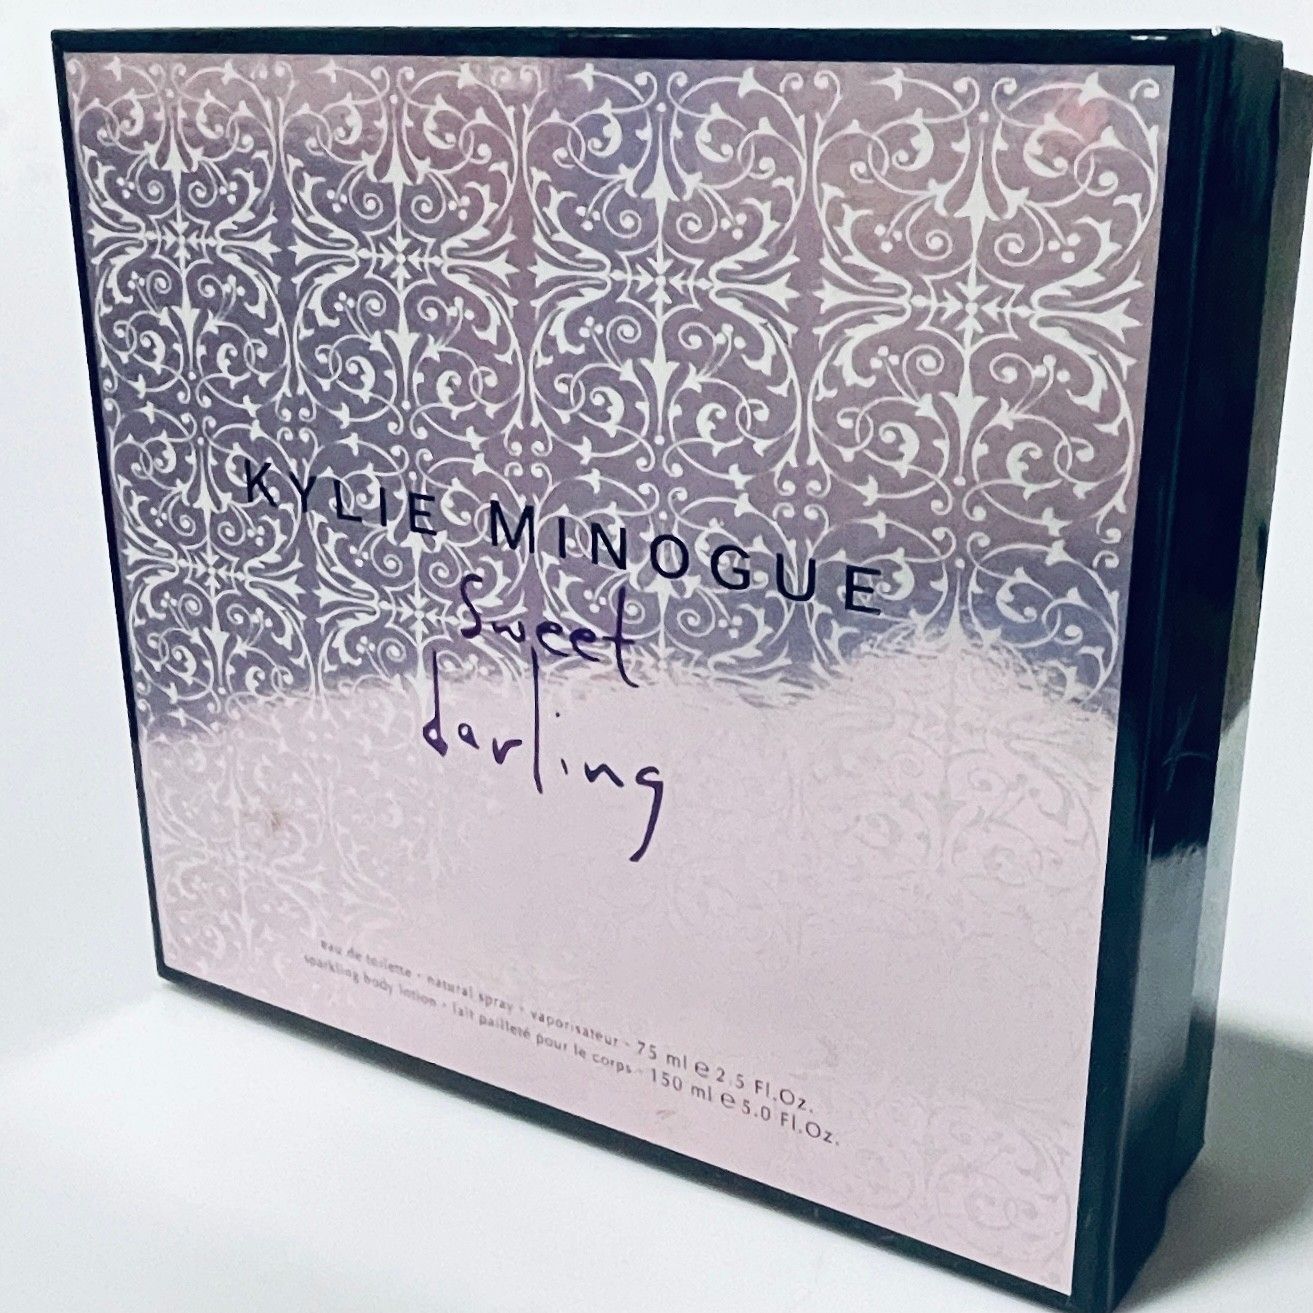 KYLIE MINOGUE
sweet
darling
eau de toilette · natural spray · vaporisateur · 75 ml ℮ 2.5 Fl.Oz.
sparkling body lotion · lait pailleté pour le corps · 150 ml ℮ 5.0 Fl.Oz.